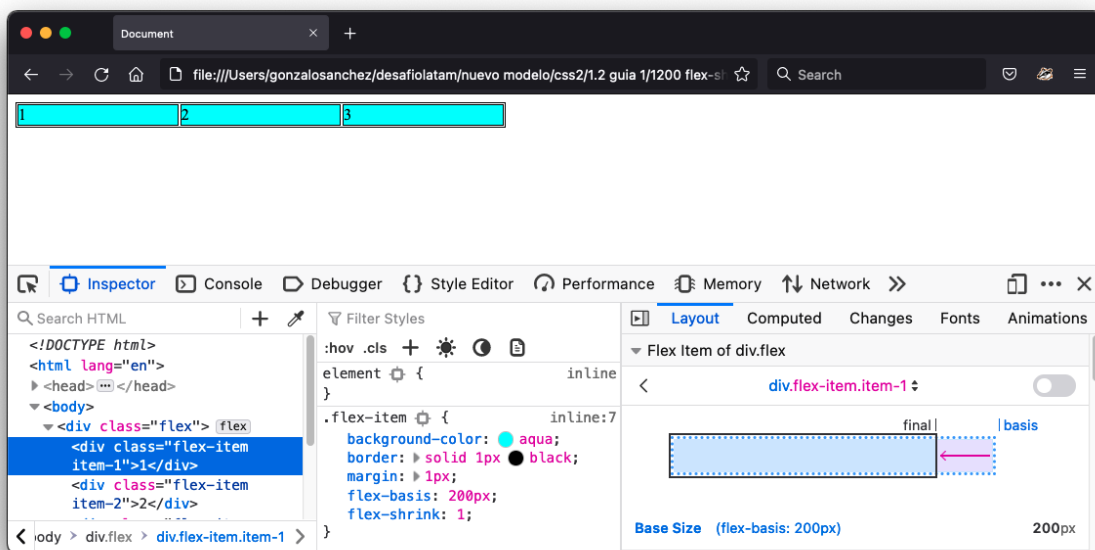 Document
file:///Users/gonzalosanchez/desafiolatam/nuevo modelo/css2/1.2 guia 1/1200 flex-sh
Search
1 2 3
Inspector Console Debugger {} Style Editor Performance Memory Network
Search HTML
<!DOCTYPE html>
<html lang="en">
<head> ••• </head>
<body>
<div class="flex"> flex
<div class="flex-item
item-1">1</div>
<div class="flex-item
item-2">2</div>
body > div.flex > div.flex-item.item-1
Filter Styles
:hov .cls
element { inline
}
.flex-item { inline:7
background-color: aqua;
border: solid 1px black;
margin: 1px;
flex-basis: 200px;
flex-shrink: 1;
}
Layout Computed Changes Fonts Animations
Flex Item of div.flex
div.flex-item.item-1
final basis
Base Size (flex-basis: 200px) 200px